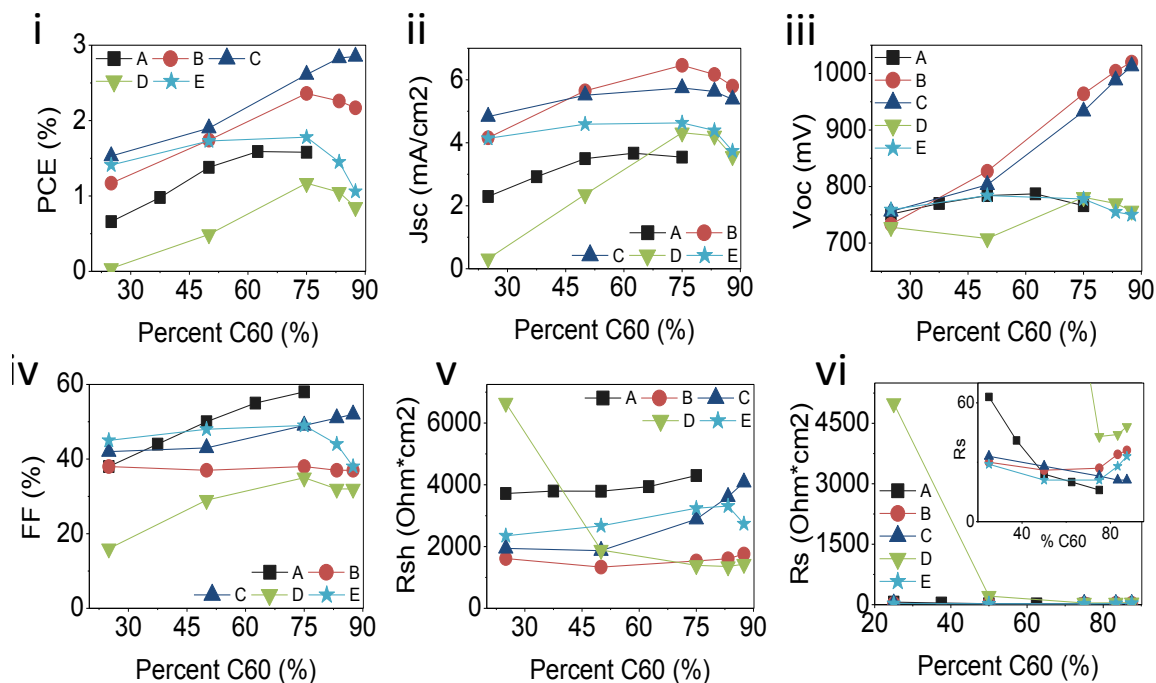 i
A B C
D E
PCE (%)
3
2
1
0
30 45 60 75 90
Percent C60 (%)
ii
Jsc (mA/cm2)
6
4
2
0
A B
C D E
30 45 60 75 90
Percent C60 (%)
iii
A
B
C
D
E
Voc (mV)
1000
900
800
700
30 45 60 75 90
Percent C60 (%)
iv
FF (%)
60
40
20
0
A B
C D E
30 45 60 75 90
Percent C60 (%)
v
A B C
D E
Rsh (Ohm*cm2)
6000
4000
2000
0
30 45 60 75 90
Percent C60 (%)
vi
Rs (Ohm*cm2)
4500
3000
1500
0
A
B
C
D
E
Rs
60
0
40 80
% C60
20 40 60 80
Percent C60 (%)